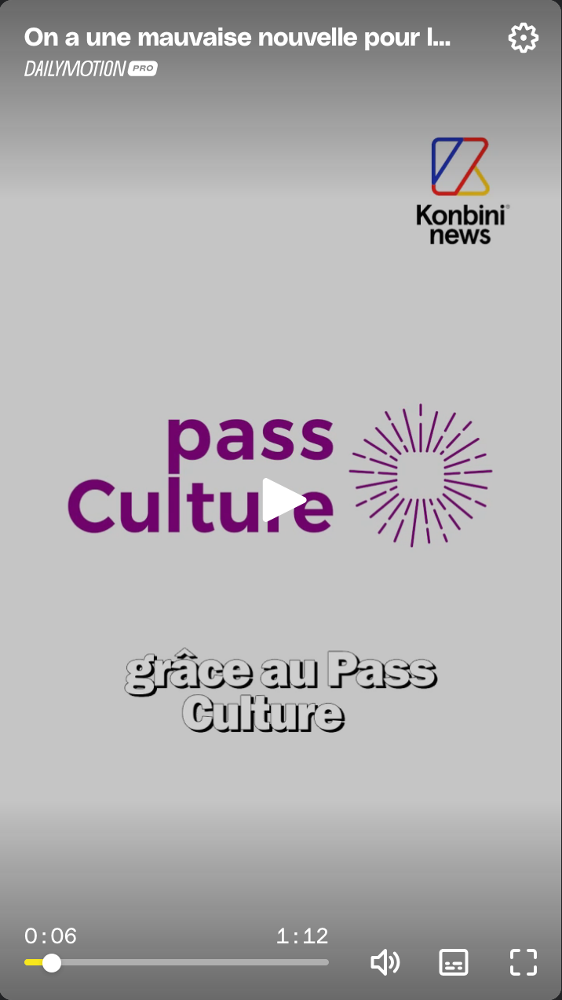 On a une mauvaise nouvelle pour l...
DAILYMOTION PRO
Konbini®
news
pass
Culture
grâce au Pass
Culture
0:06 1:12